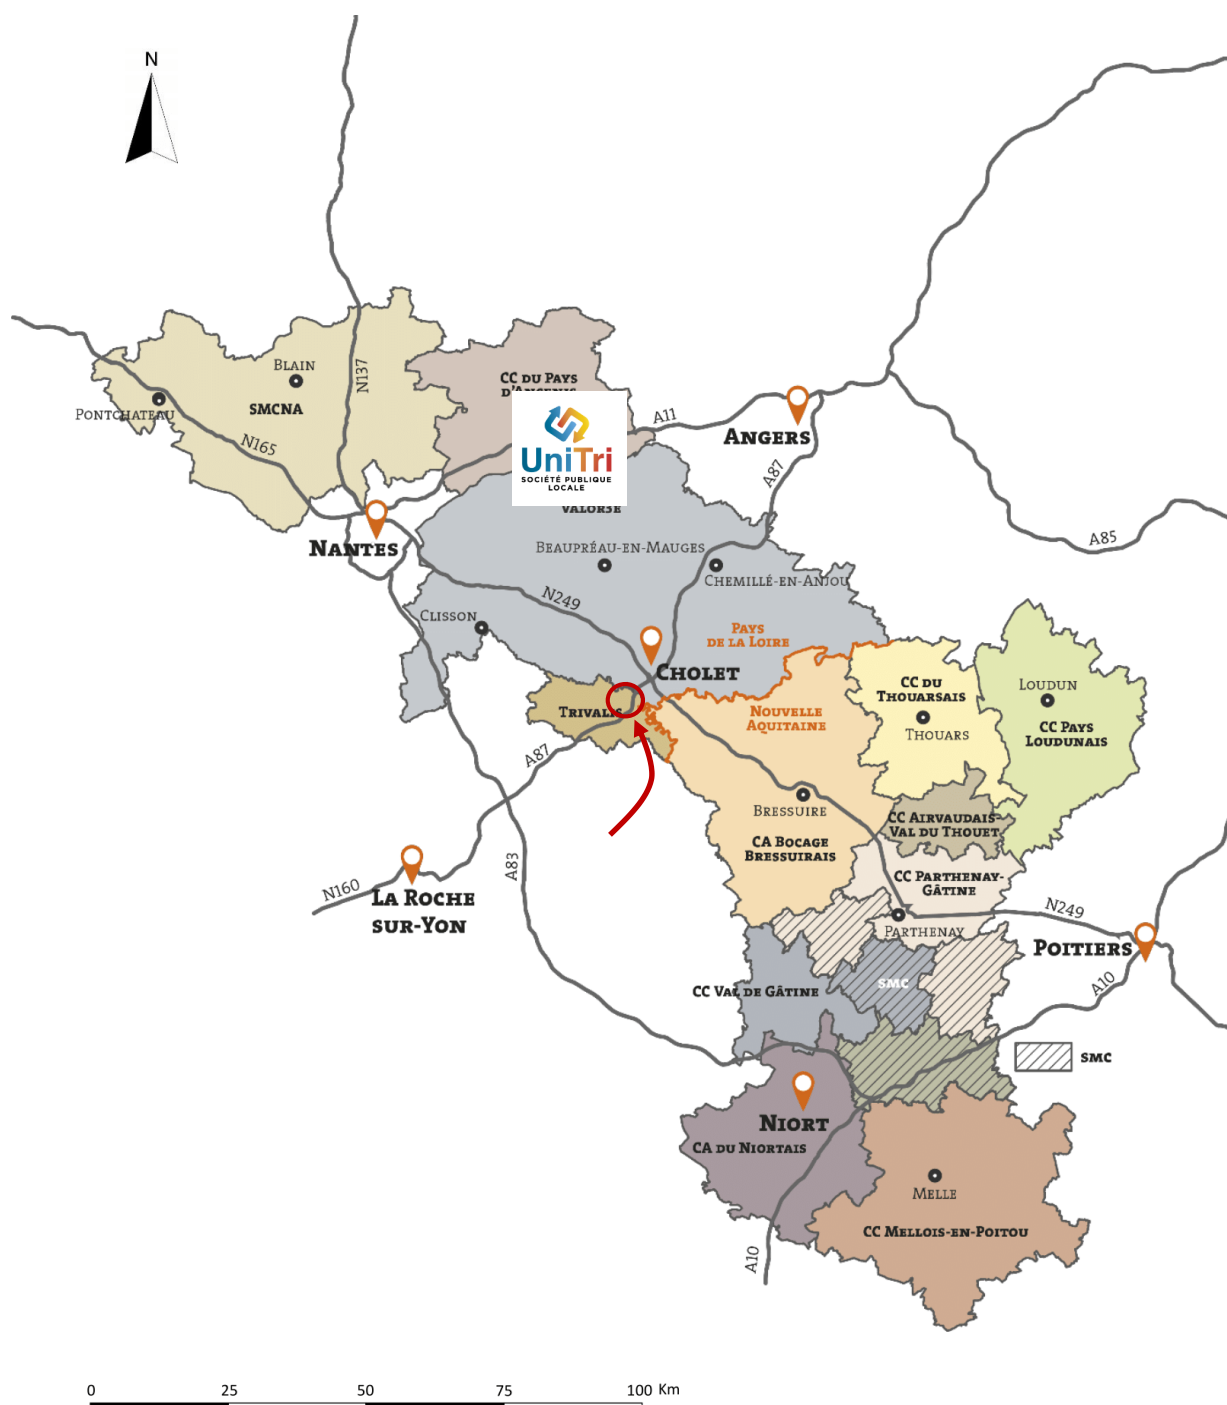 N
BLAIN
PONTCHATEAU
SMCNA
N137
N165
CC DU PAYS
D'ANCENIS
UniTri
SOCIÉTÉ PUBLIQUE
LOCALE
VALOR3E
A11
ANGERS
A87
A85
NANTES
BEAUPRÉAU-EN-MAUGES
CHEMILLÉ-EN-ANJOU
CLISSON
N249
PAYS
DE LA LOIRE
CHOLET
TRIVALIS
NOUVELLE
AQUITAINE
CC DU
THOUARSAIS
THOUARS
LOUDUN
CC PAYS
LOUDUNAIS
A87
BRESSUIRE
CA BOCAGE
BRESSUIRAIS
CC AIRVAUDAIS-
VAL DU THOUET
CC PARTHENAY-
GÂTINE
A83
N160
LA ROCHE
SUR-YON
PARTHENAY
N249
POITIERS
A10
CC VAL DE GÂTINE
SMC
SMC
NIORT
CA DU NIORTAIS
MELLE
CC MELLOIS-EN-POITOU
A10
0 25 50 75 100 Km